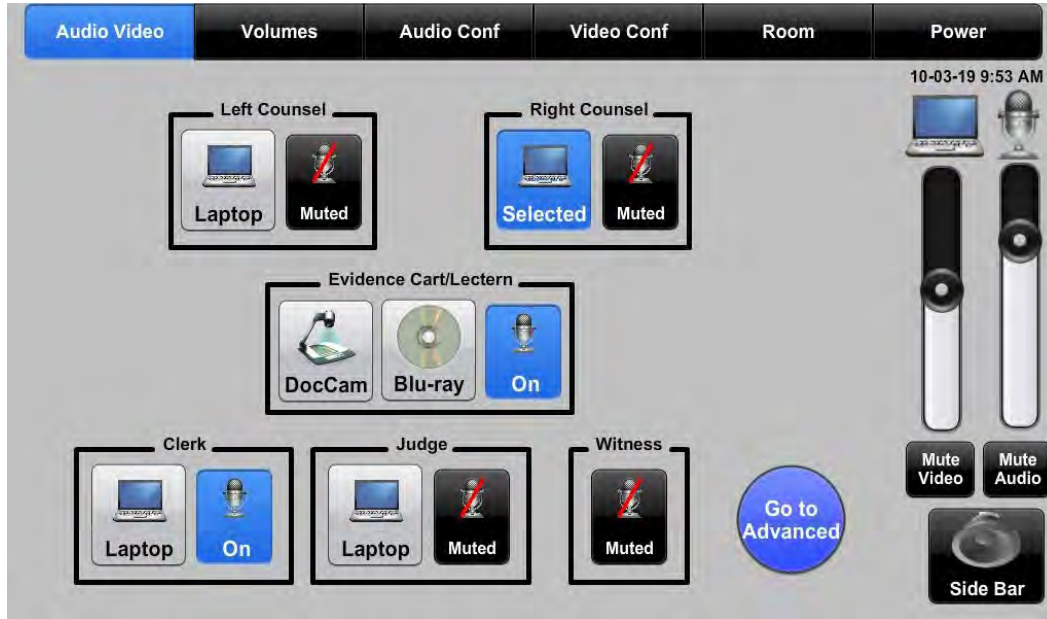 Audio Video
Volumes
Audio Conf
Video Conf
Room
Power
10-03-19 9:53 AM
Left Counsel
Laptop
Muted
Right Counsel
Selected
Muted
Evidence Cart/Lectern
DocCam
Blu-ray
On
Clerk
Laptop
On
Judge
Laptop
Muted
Witness
Muted
Go to
Advanced
Mute
Video
Mute
Audio
Side Bar